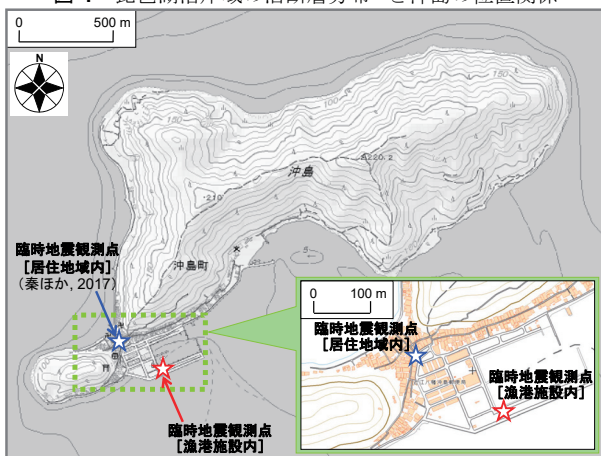 0 500 m
N
150
100
150
220.2
沖島
・210
臨時地震観測点
[居住地域内]
(秦ほか, 2017)
沖島町
臨時地震観測点
[漁港施設内]
0 100 m
臨時地震観測点
[居住地域内]
臨時地震観測点
[漁港施設内]